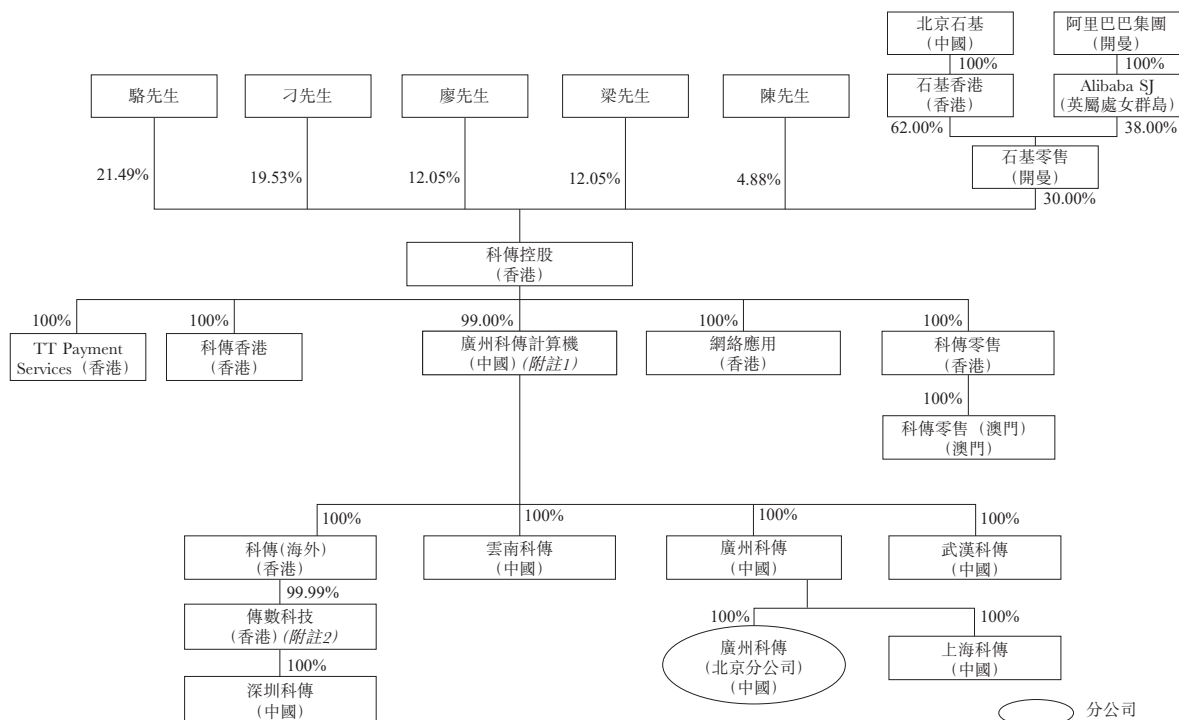 北京石基
(中國)
阿里巴巴集團
(開曼)
100%
100%
駱先生
刁先生
廖先生
梁先生
陳先生
石基香港
(香港)
Alibaba SJ
(英屬處女群島)
62.00%
38.00%
石基零售
(開曼)
21.49%
19.53%
12.05%
12.05%
4.88%
30.00%
科傳控股
(香港)
100%
100%
99.00%
100%
100%
TT Payment
Services (香港)
科傳香港
(香港)
廣州科傳計算機
(中國) (附註1)
網絡應用
(香港)
科傳零售
(香港)
100%
科傳零售 (澳門)
(澳門)
100%
100%
100%
100%
科傳(海外)
(香港)
雲南科傳
(中國)
廣州科傳
(中國)
武漢科傳
(中國)
99.99%
傳數科技
(香港) (附註2)
100%
100%
廣州科傳
(北京分公司)
(中國)
上海科傳
(中國)
100%
深圳科傳
(中國)
分公司